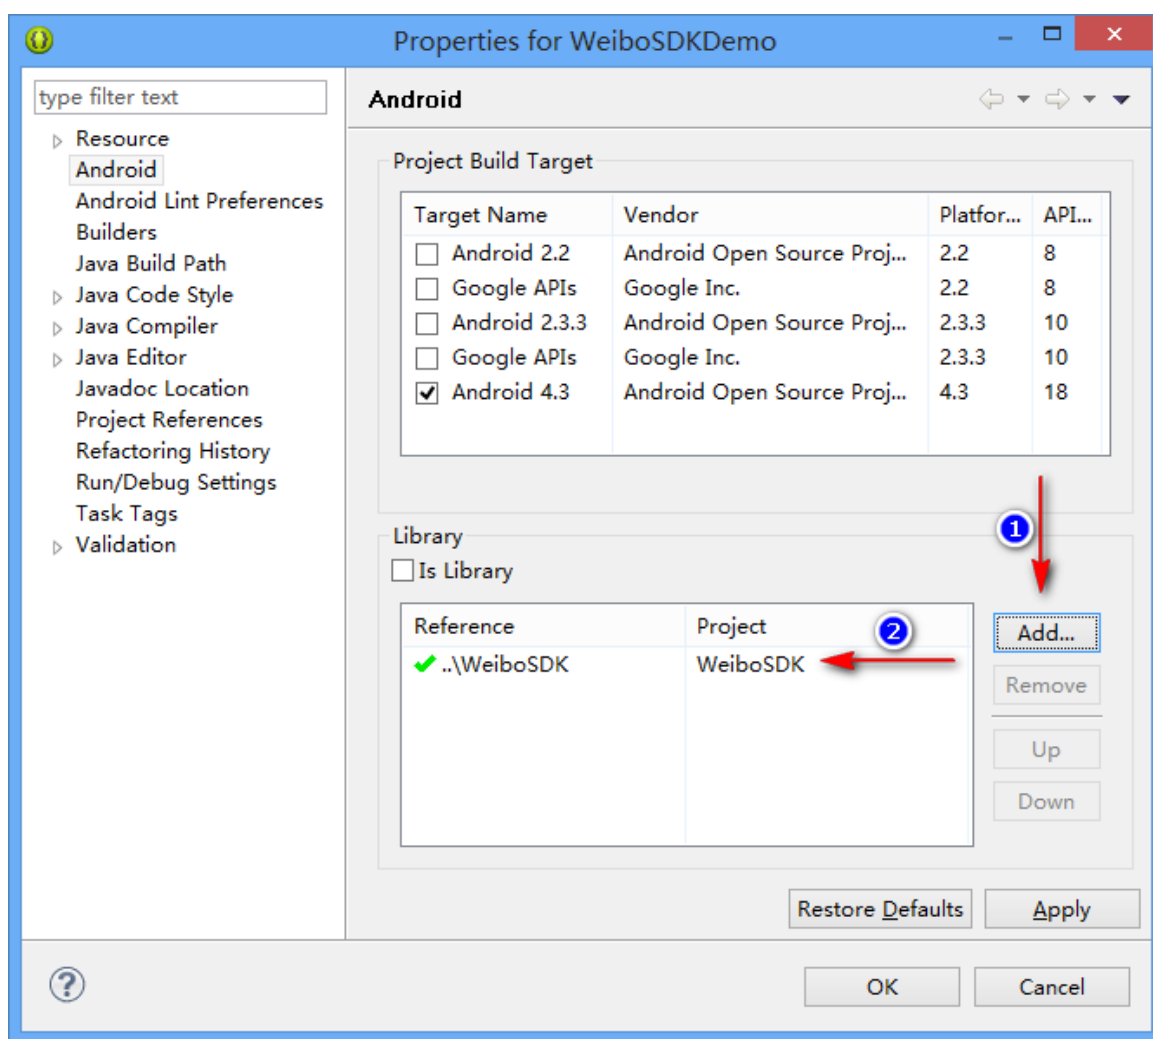 Properties for WeiboSDKDemo
type filter text
Android
Resource
Android
Android Lint Preferences
Builders
Java Build Path
Java Code Style
Java Compiler
Java Editor
Javadoc Location
Project References
Refactoring History
Run/Debug Settings
Task Tags
Validation
Project Build Target
Target Name Vendor Platfor... API...
Android 2.2 Android Open Source Proj... 2.2 8
Google APIs Google Inc. 2.2 8
Android 2.3.3 Android Open Source Proj... 2.3.3 10
Google APIs Google Inc. 2.3.3 10
Android 4.3 Android Open Source Proj... 4.3 18
1
Library
Is Library
Reference Project 2
..\WeiboSDK WeiboSDK
Add...
Remove
Up
Down
Restore Defaults Apply
? OK Cancel